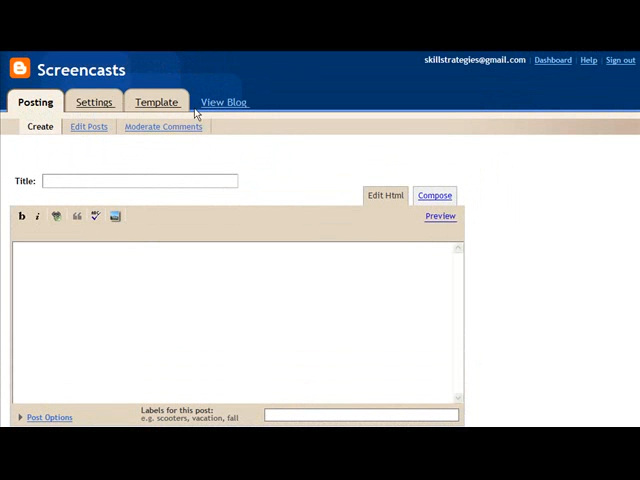 skillstrategies@gmail.com Dashboard Help Sign out
Screencasts
Posting Settings Template View Blog
Create Edit Posts Moderate Comments
Title:
Edit Html Compose
b i ABC Preview
Post Options Labels for this post:
e.g. scooters, vacation, fall